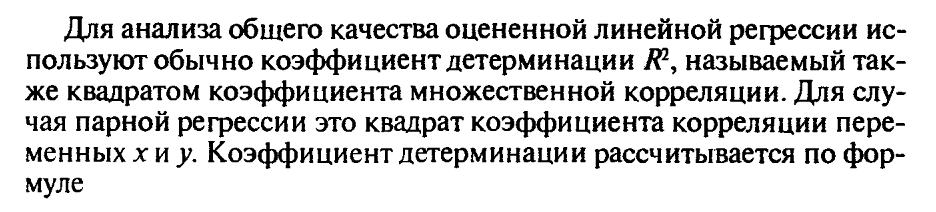 Для анализа общего качества оцененной линейной регрессии ис-
пользуют обычно коэффициент детерминации R², называемый так-
же квадратом коэффициента множественной корреляции. Для слу-
чая парной регрессии это квадрат коэффициента корреляции пере-
менных x и y. Коэффициент детерминации рассчитывается по фор-
муле